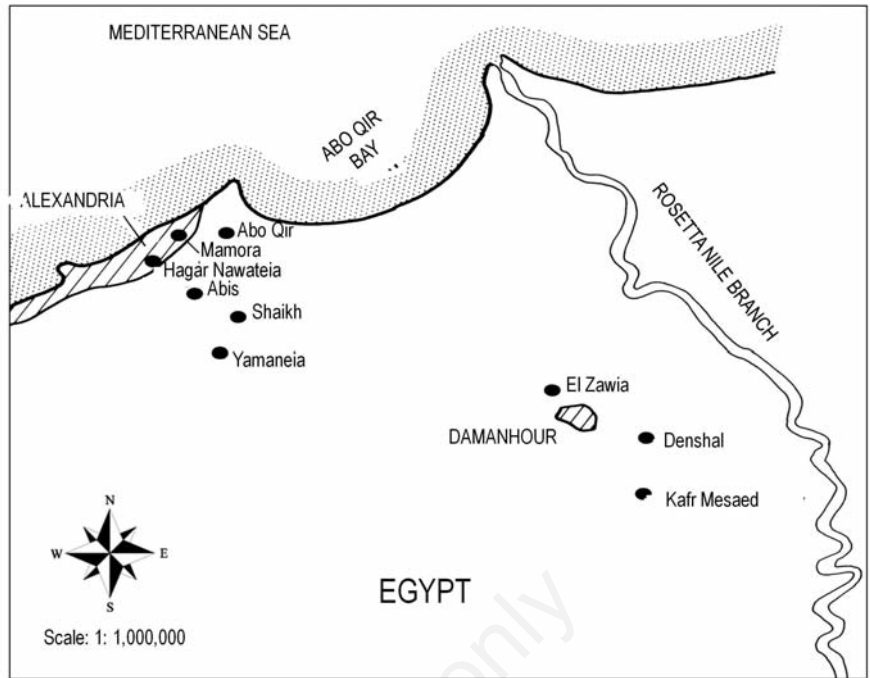 MEDITERRANEAN SEA
ABO QIR
BAY
ALEXANDRIA
Abo Qir
Mamora
Hagar Nawateia
Abis
Shaikh
Yamaneia
ROSETTA NILE BRANCH
El Zawia
DAMANHOUR
Denshal
Kafr Mesaed
N
W
E
S
EGYPT
Scale: 1: 1,000,000
only